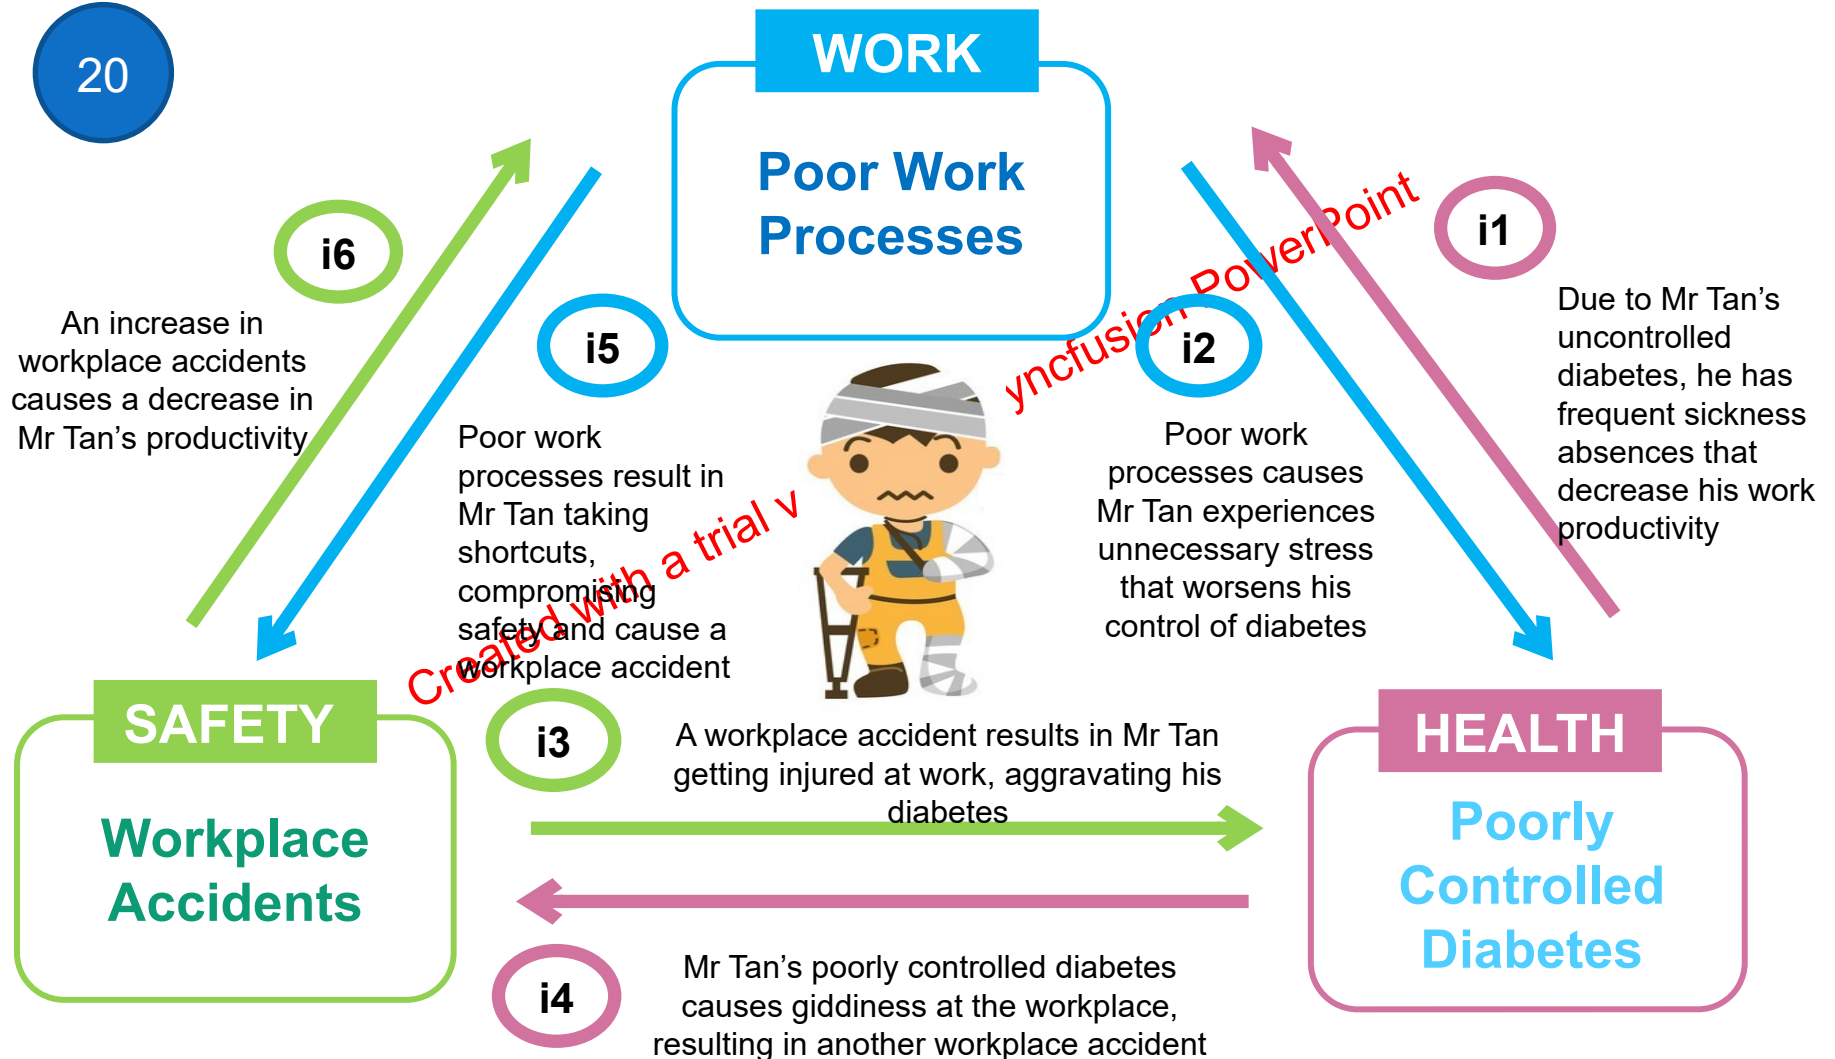 20
WORK
Poor Work
Processes
i6
An increase in
workplace accidents
causes a decrease in
Mr Tan's productivity
i5
Poor work
processes result in
Mr Tan taking
shortcuts,
compromising
safety and cause a
workplace accident
i2
Poor work
processes causes
Mr Tan experiences
unnecessary stress
that worsens his
control of diabetes
i1
Due to Mr Tan's
uncontrolled
diabetes, he has
frequent sickness
absences that
decrease his work
productivity
Created with a trial v yncfusion PowerPoint
SAFETY
Workplace
Accidents
i3
A workplace accident results in Mr Tan
getting injured at work, aggravating his
diabetes
HEALTH
Poorly
Controlled
Diabetes
i4
Mr Tan's poorly controlled diabetes
causes giddiness at the workplace,
resulting in another workplace accident